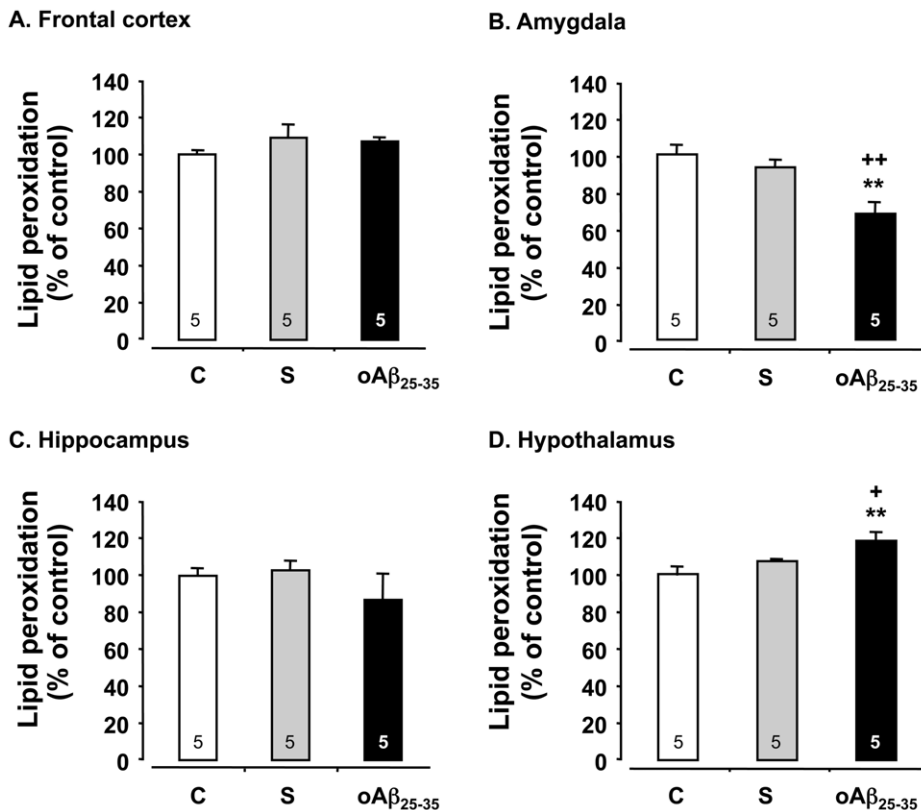 A. Frontal cortex
Lipid peroxidation
(% of control)
140
120
100
80
60
40
20
0
5
5
5
C
S
oAβ25-35
B. Amygdala
Lipid peroxidation
(% of control)
140
120
100
80
60
40
20
0
++
**
5
5
5
C
S
oAβ25-35
C. Hippocampus
Lipid peroxidation
(% of control)
140
120
100
80
60
40
20
0
5
5
5
C
S
oAβ25-35
D. Hypothalamus
Lipid peroxidation
(% of control)
140
120
100
80
60
40
20
0
+
**
5
5
5
C
S
oAβ25-35